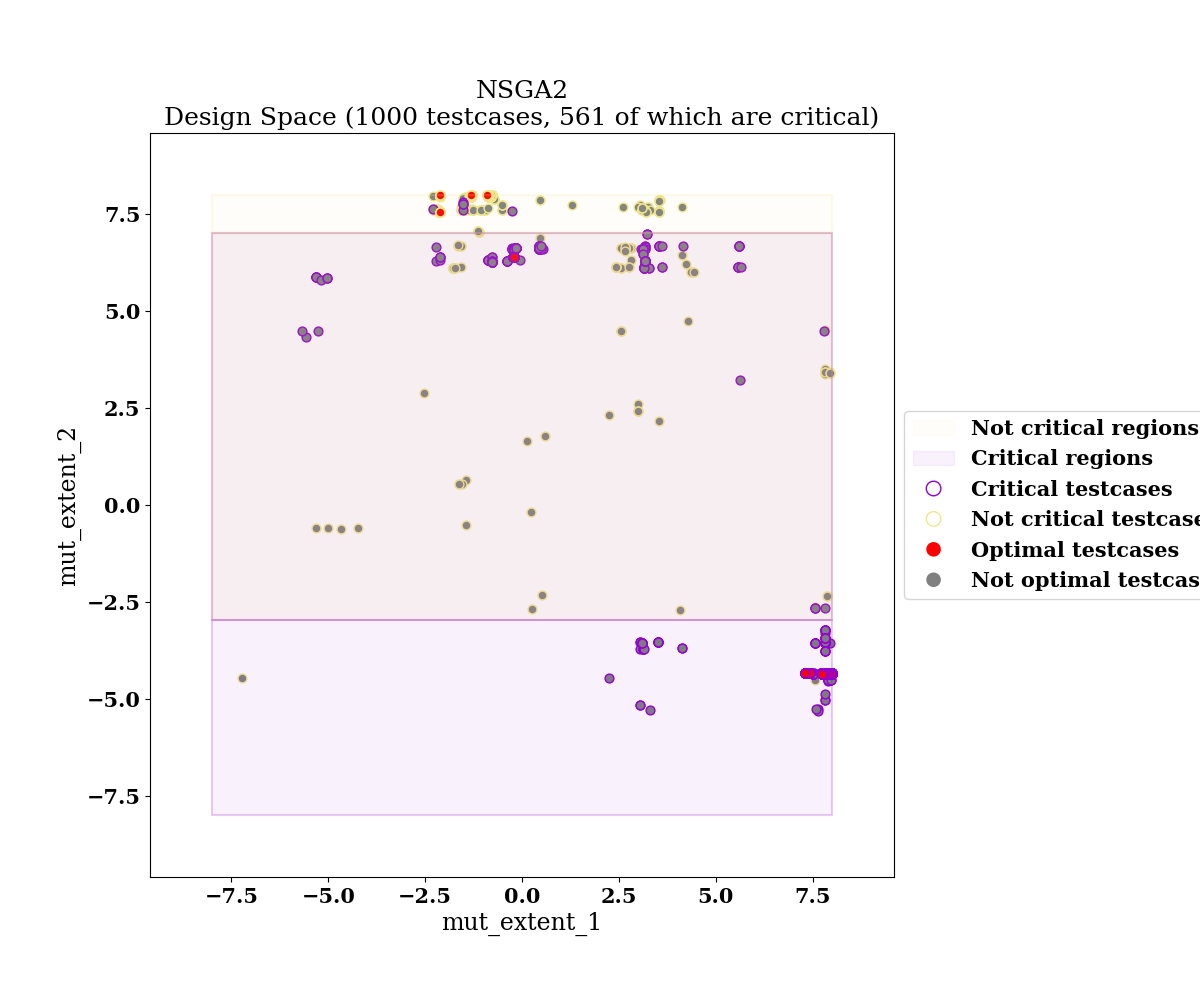 NSGA2
Design Space (1000 testcases, 561 of which are critical)
7.5
5.0
2.5
0.0
−2.5
−5.0
−7.5
mut_extent_2
−7.5
−5.0
−2.5
0.0
2.5
5.0
7.5
mut_extent_1
Not critical regions
Critical regions
Critical testcases
Not critical testcase
Optimal testcases
Not optimal testcas